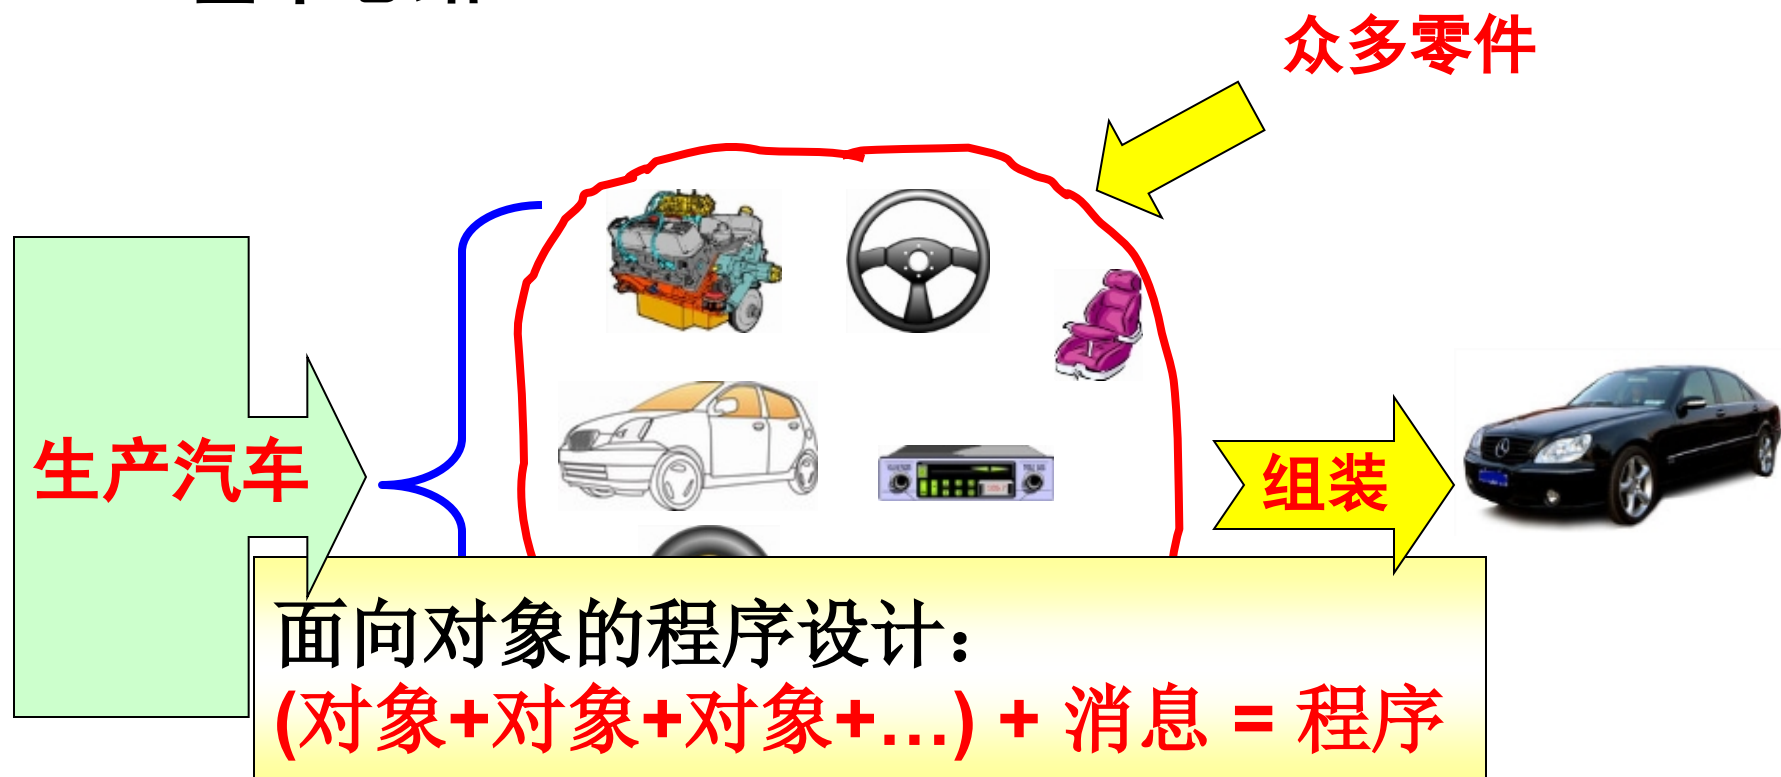 众多零件
生产汽车
组装
面向对象的程序设计：
(对象+对象+对象+…) + 消息 = 程序